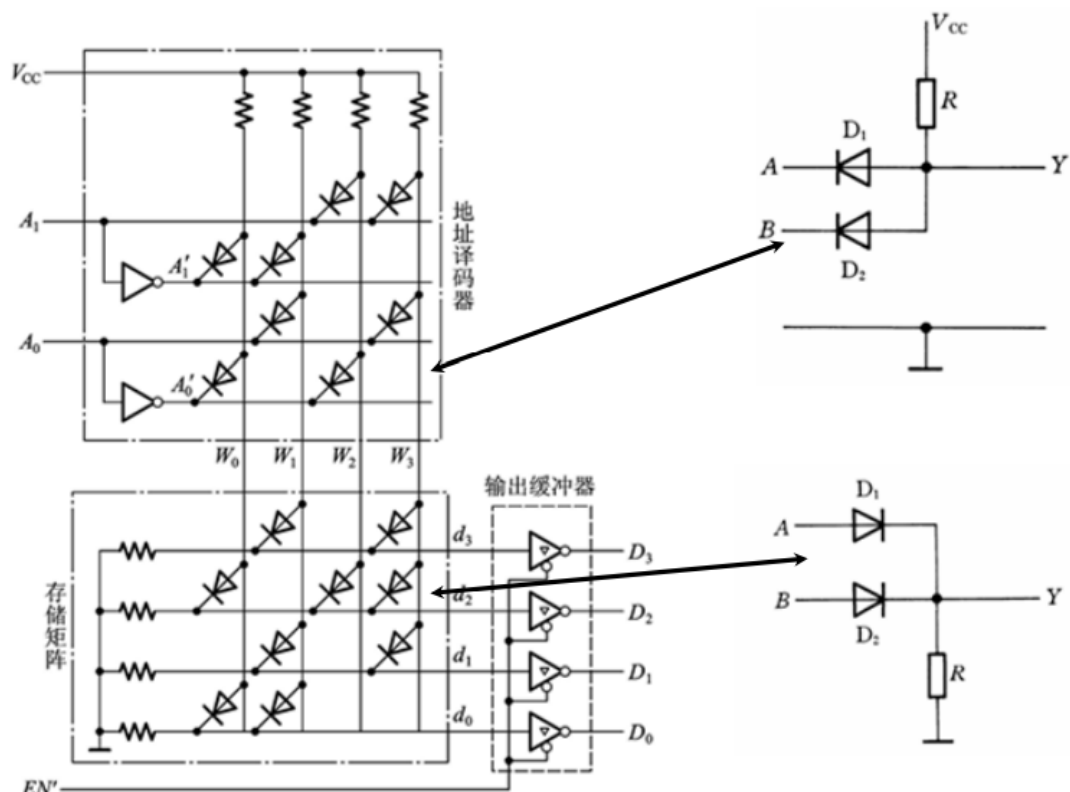 V_CC
A_1
A_1'
A_0
A_0'
地址译码器
W_0 W_1 W_2 W_3
存储矩阵
d_3
d_2
d_1
d_0
输出缓冲器
D_3
D_2
D_1
D_0
EN'
V_CC
R
D_1
A
Y
B
D_2
D_1
A
B
Y
D_2
R